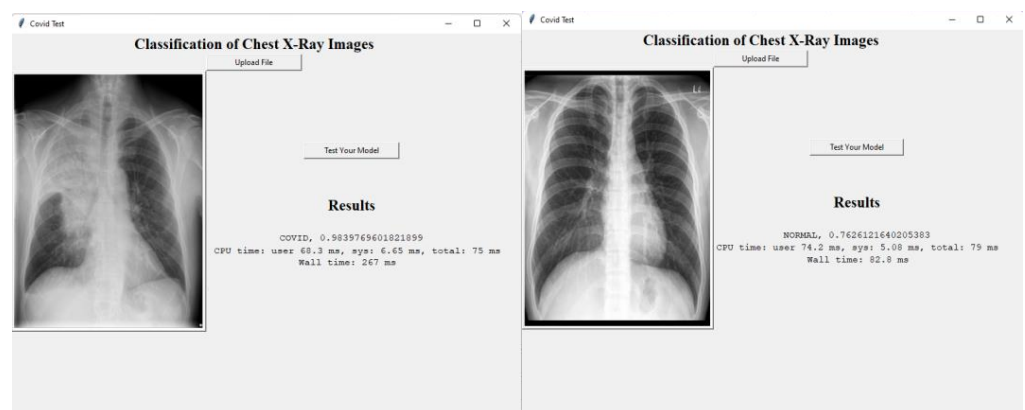 Covid Test
Classification of Chest X-Ray Images
Upload File
Test Your Model
Results
COVID, 0.9839769601821899
CPU time: user 68.3 ms, sys: 6.65 ms, total: 75 ms
Wall time: 267 ms
Covid Test
Classification of Chest X-Ray Images
Upload File
Test Your Model
Results
NORMAL, 0.7626121640205383
CPU time: user 74.2 ms, sys: 5.08 ms, total: 79 ms
Wall time: 82.8 ms